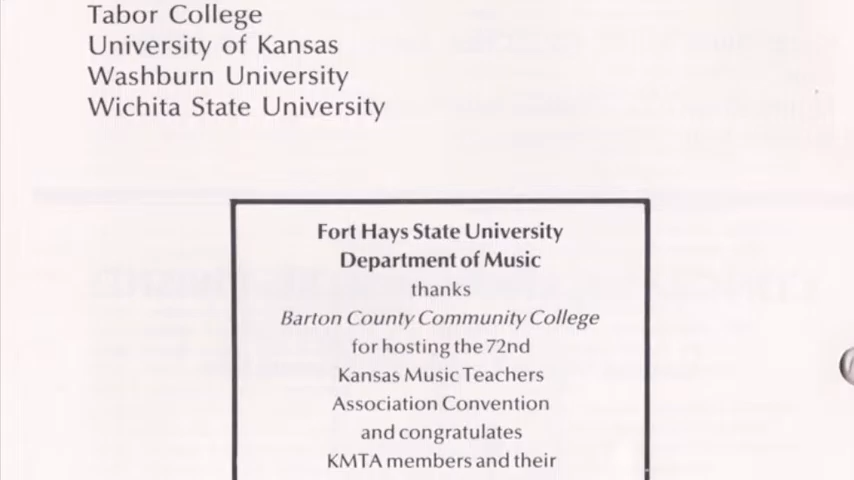 Tabor College
University of Kansas
Washburn University
Wichita State University
Fort Hays State University
Department of Music
thanks
Barton County Community College
for hosting the 72nd
Kansas Music Teachers
Association Convention
and congratulates
KMTA members and their